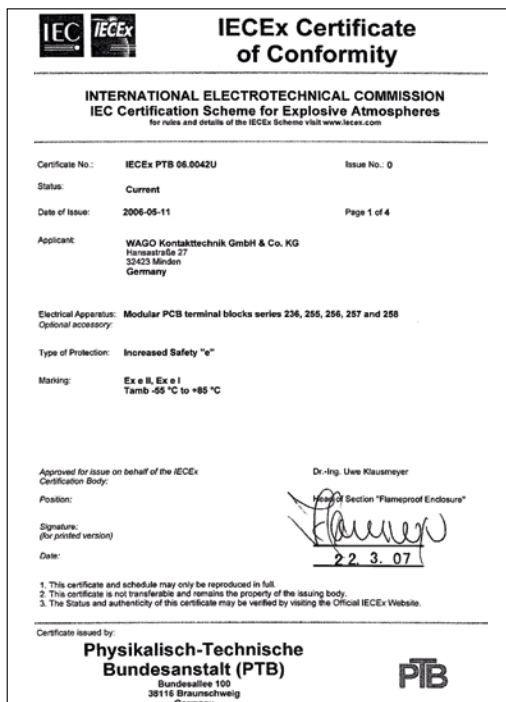 IEC IECEx
IECEx Certificate
of Conformity
INTERNATIONAL ELECTROTECHNICAL COMMISSION
IEC Certification Scheme for Explosive Atmospheres
for rules and details of the IECEx Scheme visit www.iecex.com
Certificate No.: IECEx PTB 06.0042U Issue No.: 0
Status: Current
Date of Issue: 2006-05-11 Page 1 of 4
Applicant: WAGO Kontakttechnik GmbH & Co. KG
Hansastraße 27
32423 Minden
Germany
Electrical Apparatus: Modular PCB terminal blocks series 236, 255, 256, 257 and 258
Optional accessory:
Type of Protection: Increased Safety "e"
Marking: Ex e II, Ex e I
Tamb -55 °C to +85 °C
Approved for issue on behalf of the IECEx Dr.-Ing. Uwe Klausmeyer
Certification Body:
Position: Head of Section "Flameproof Enclosure"
Signature:
(for printed version)
Date: 22. 3. 07
1. This certificate and schedule may only be reproduced in full.
2. This certificate is not transferable and remains the property of the issuing body.
3. The Status and authenticity of this certificate may be verified by visiting the Official IECEx Website.
Certificate issued by:
Physikalisch-Technische
Bundesanstalt (PTB)
Bundesallee 100
38116 Braunschweig
Germany
PTB